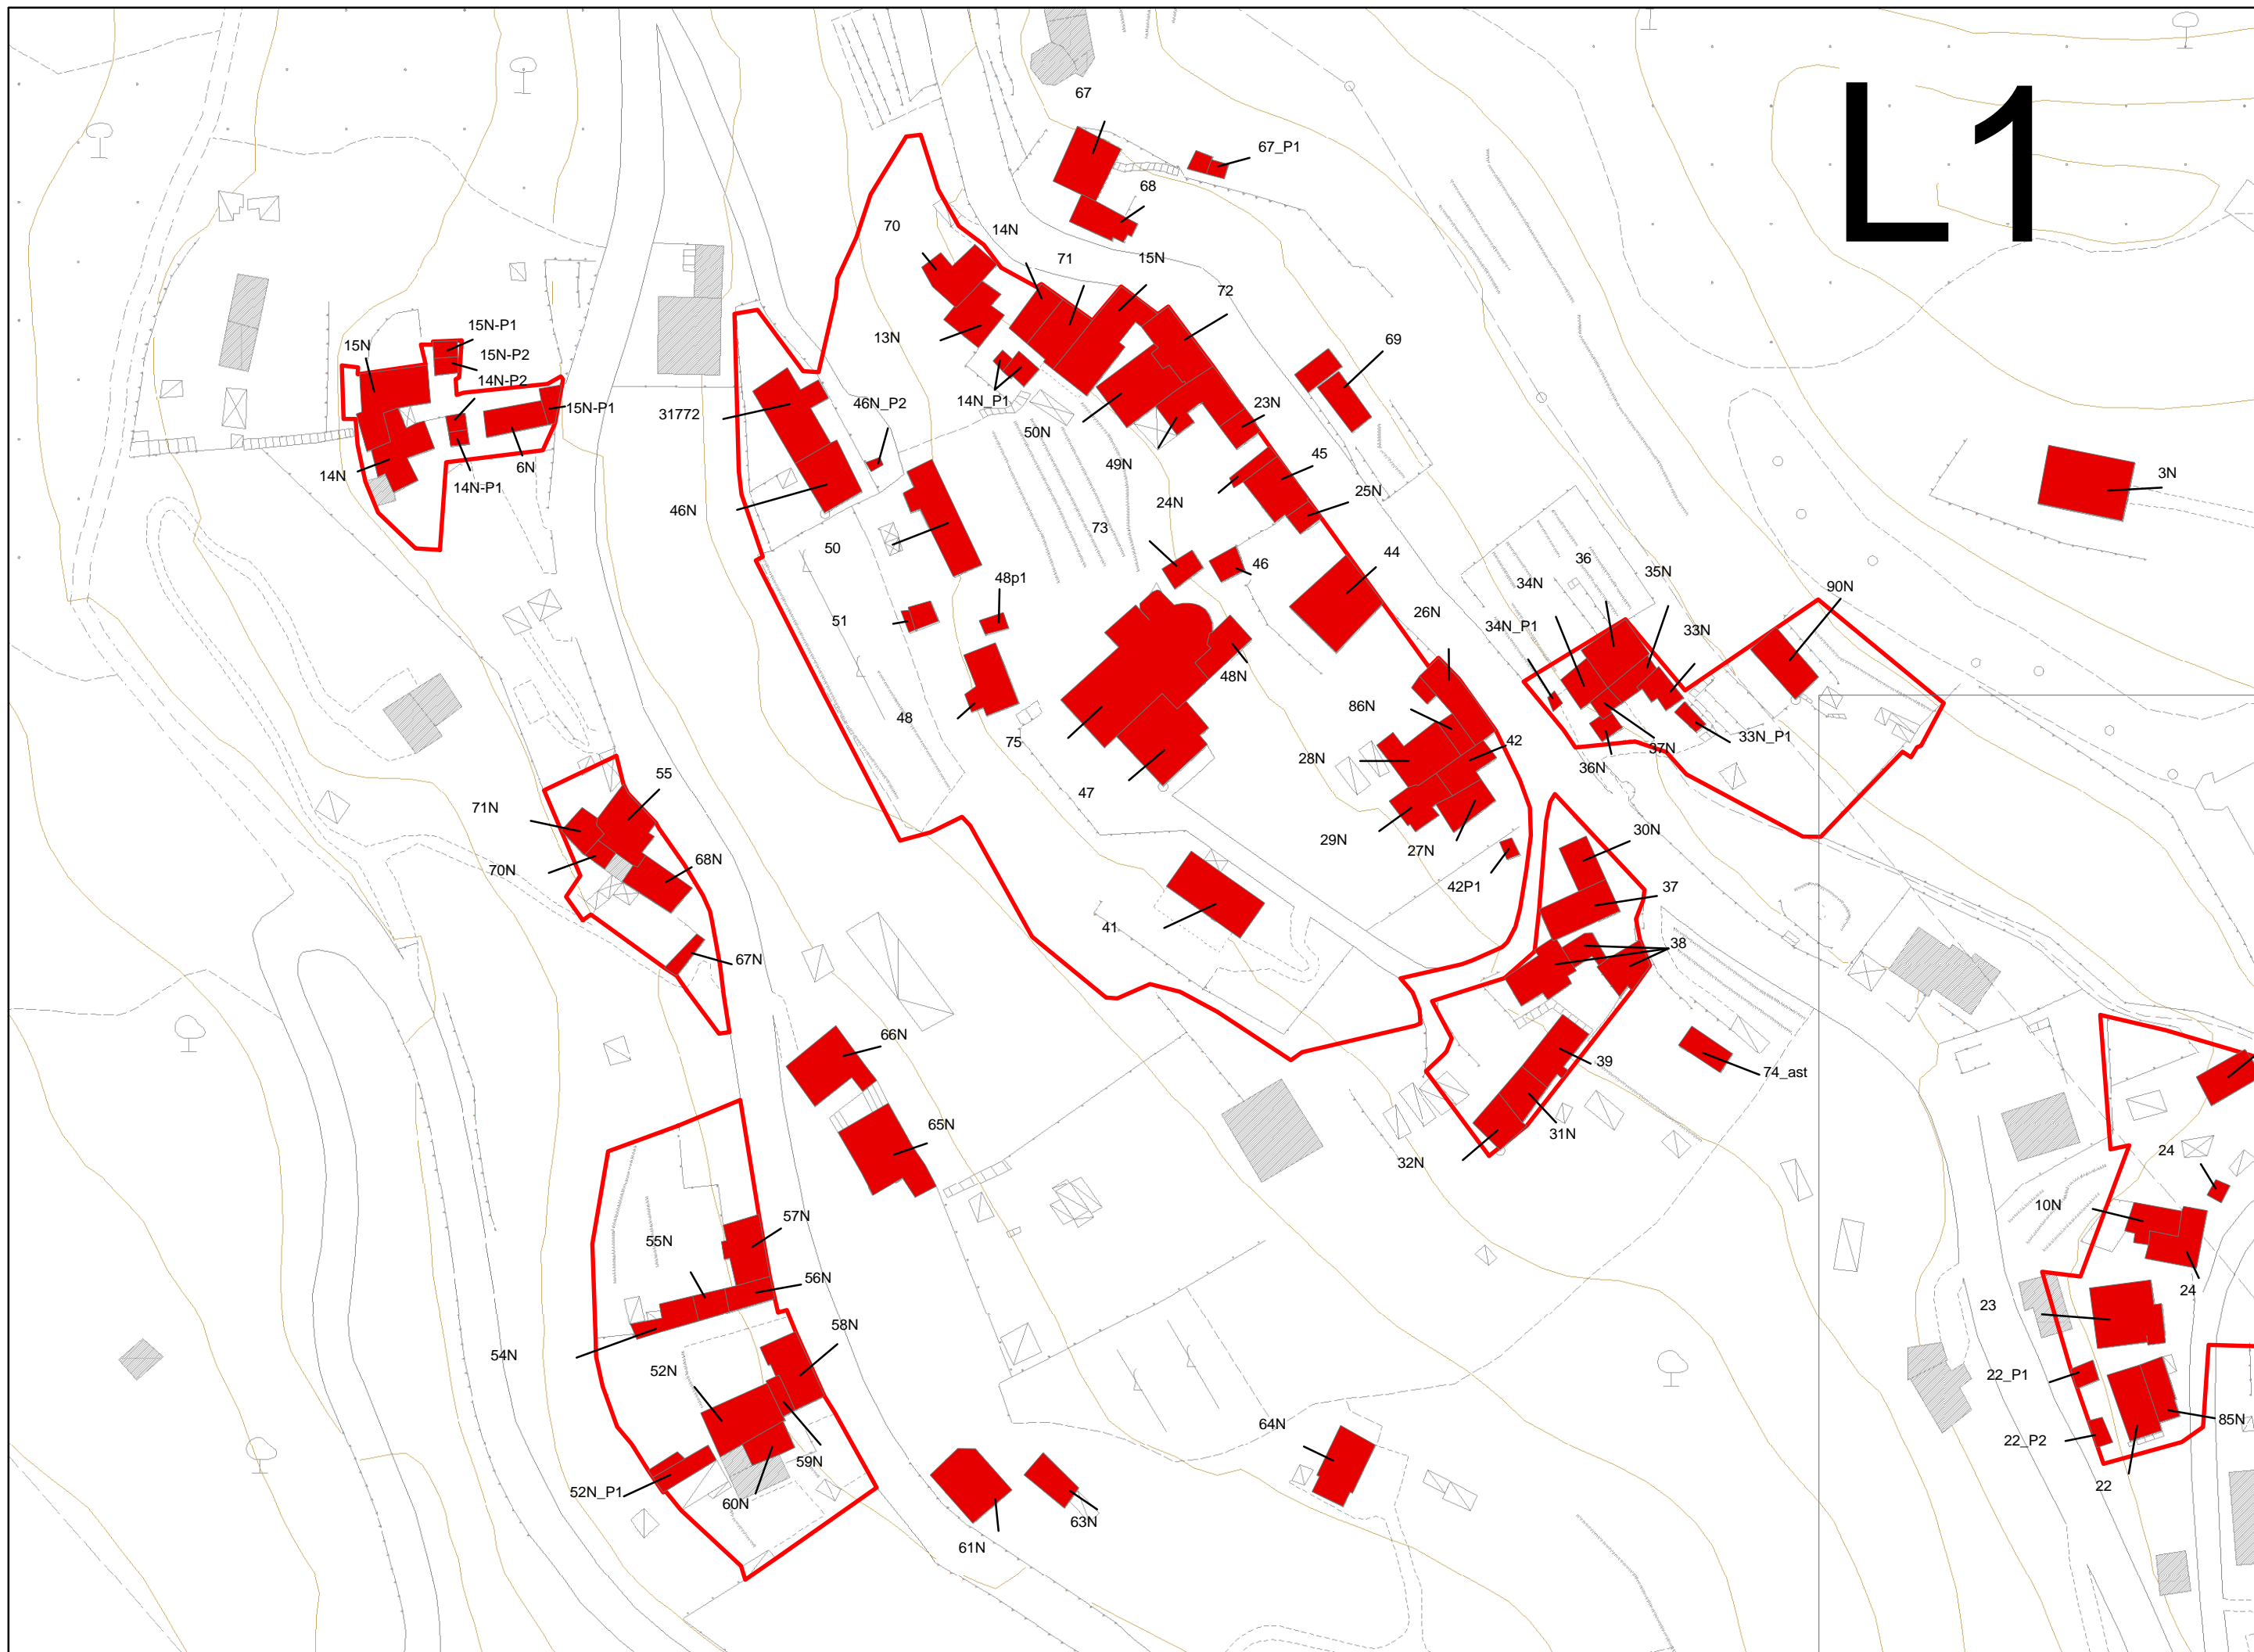 L1
67
67_P1
68
70
14N
71
15N
72
13N
69
15N
15N-P1
15N-P2
14N-P2
15N-P1
6N
14N
14N-P1
31772
46N_P2
14N_P1
50N
49N
23N
45
25N
24N
46N
50
73
46
44
3N
48p1
51
26N
34N_P1
34N
36
35N
33N
90N
48N
48
75
86N
28N
42
47
29N
27N
42P1
36N
37N
33N_P1
55
71N
70N
68N
67N
30N
37
38
41
66N
65N
39
74_ast
31N
32N
24
10N
24
57N
55N
56N
58N
54N
52N
23
22_P1
85N
22_P2
22
59N
52N_P1
60N
61N
63N
64N